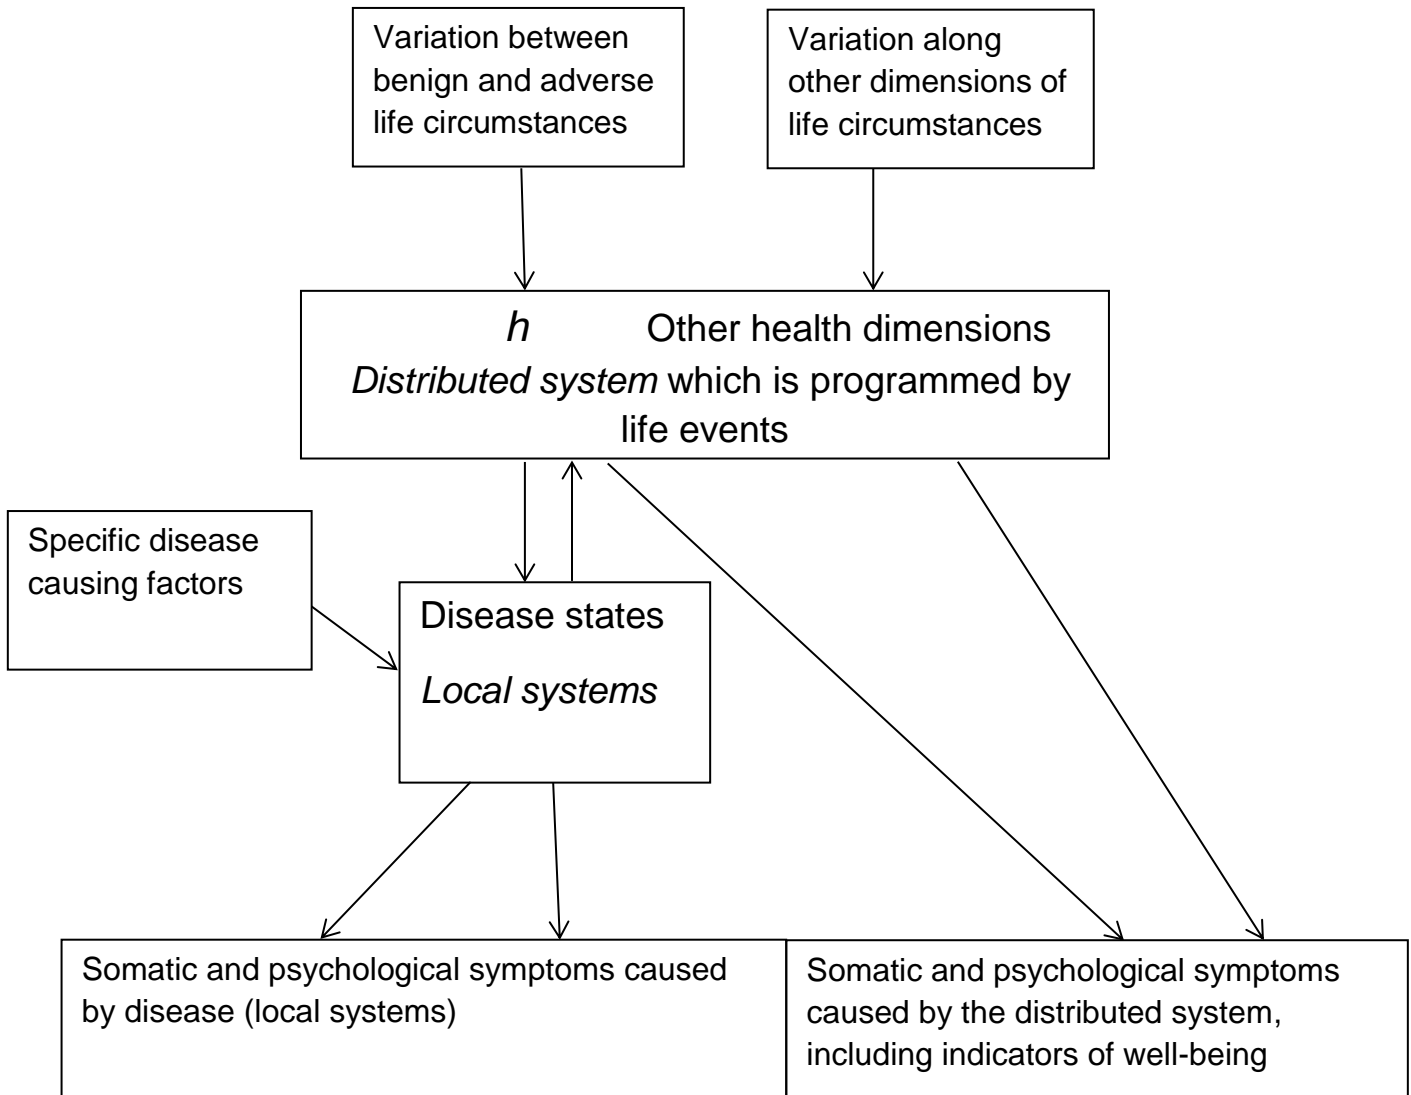 Variation between
benign and adverse
life circumstances
Variation along
other dimensions of
life circumstances
h Other health dimensions
Distributed system which is programmed by
life events
Specific disease
causing factors
Disease states
Local systems
Somatic and psychological symptoms caused
by disease (local systems)
Somatic and psychological symptoms
caused by the distributed system,
including indicators of well-being